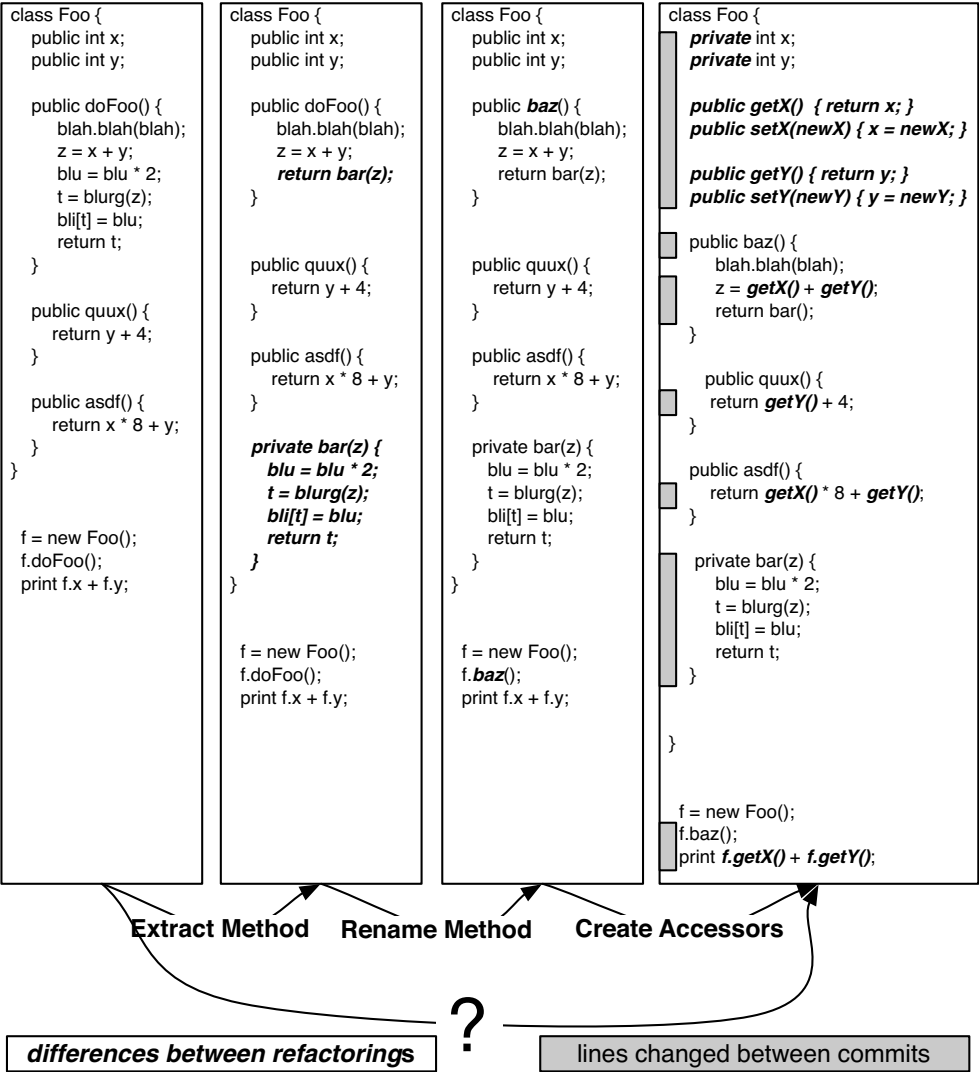 class Foo {
public int x;
public int y;
public doFoo() {
blah.blah(blah);
z = x + y;
blu = blu * 2;
t = blurg(z);
bli[t] = blu;
return t;
}
public quux() {
return y + 4;
}
public asdf() {
return x * 8 + y;
}
}
f = new Foo();
f.doFoo();
print f.x + f.y;
class Foo {
public int x;
public int y;
public doFoo() {
blah.blah(blah);
z = x + y;
return bar(z);
}
public quux() {
return y + 4;
}
public asdf() {
return x * 8 + y;
}
private bar(z) {
blu = blu * 2;
t = blurg(z);
bli[t] = blu;
return t;
}
}
f = new Foo();
f.doFoo();
print f.x + f.y;
class Foo {
public int x;
public int y;
public baz() {
blah.blah(blah);
z = x + y;
return bar(z);
}
public quux() {
return y + 4;
}
public asdf() {
return x * 8 + y;
}
private bar(z) {
blu = blu * 2;
t = blurg(z);
bli[t] = blu;
return t;
}
}
f = new Foo();
f.baz();
print f.x + f.y;
class Foo {
private int x;
private int y;
public getX() { return x; }
public setX(newX) { x = newX; }
public getY() { return y; }
public setY(newY) { y = newY; }
public baz() {
blah.blah(blah);
z = getX() + getY();
return bar();
}
public quux() {
return getY() + 4;
}
public asdf() {
return getX() * 8 + getY();
}
private bar(z) {
blu = blu * 2;
t = blurg(z);
bli[t] = blu;
return t;
}
}
f = new Foo();
f.baz();
print f.getX() + f.getY();
Extract Method
Rename Method
Create Accessors
?
differences between refactorings
lines changed between commits